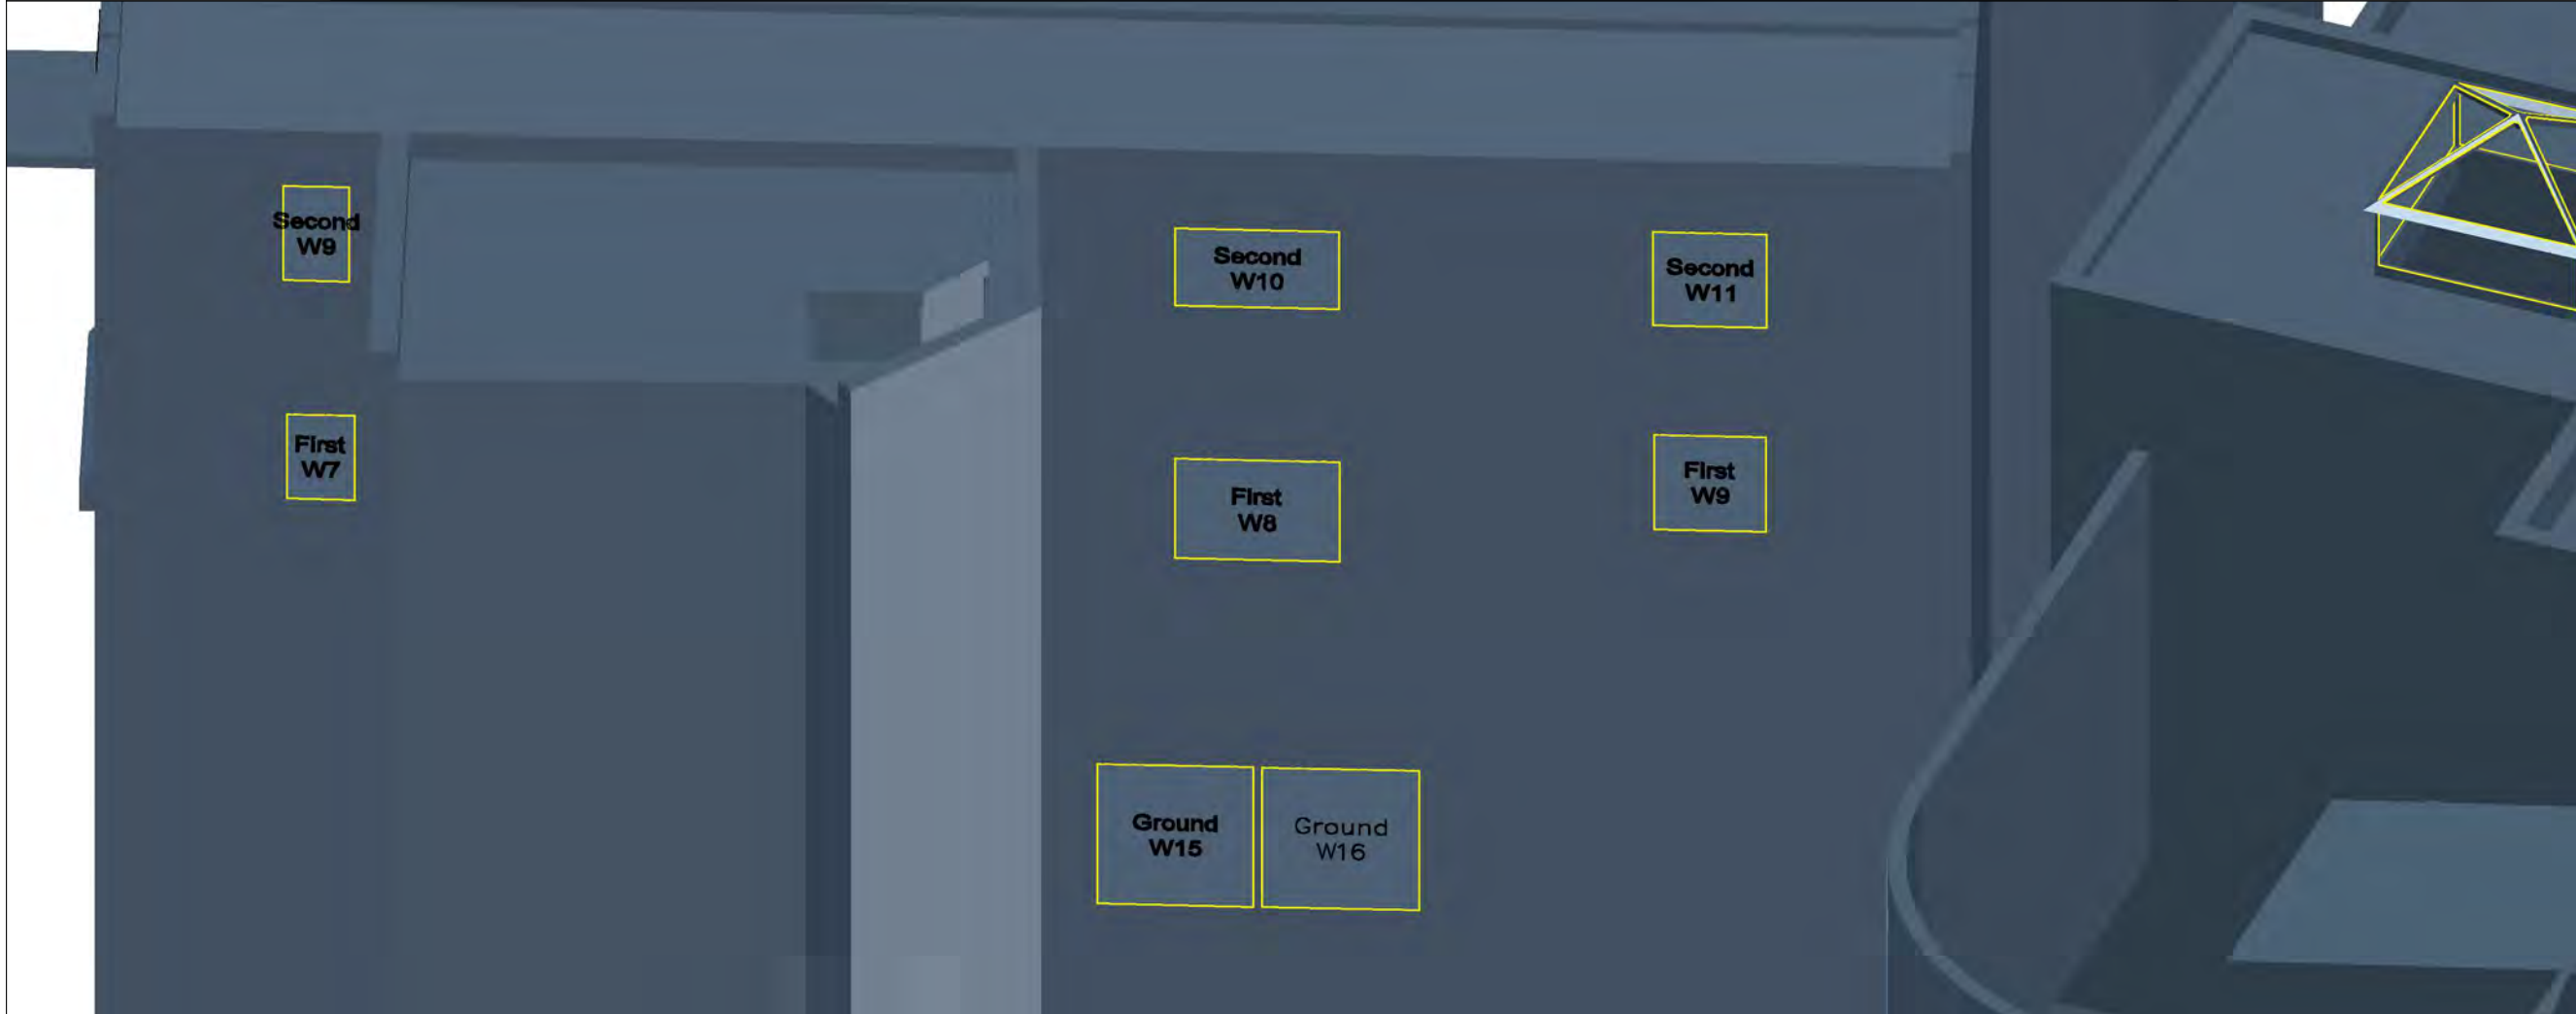 Second
W9
Second
W10
Second
W11
First
W7
First
W8
First
W9
Ground
W15
Ground
W16